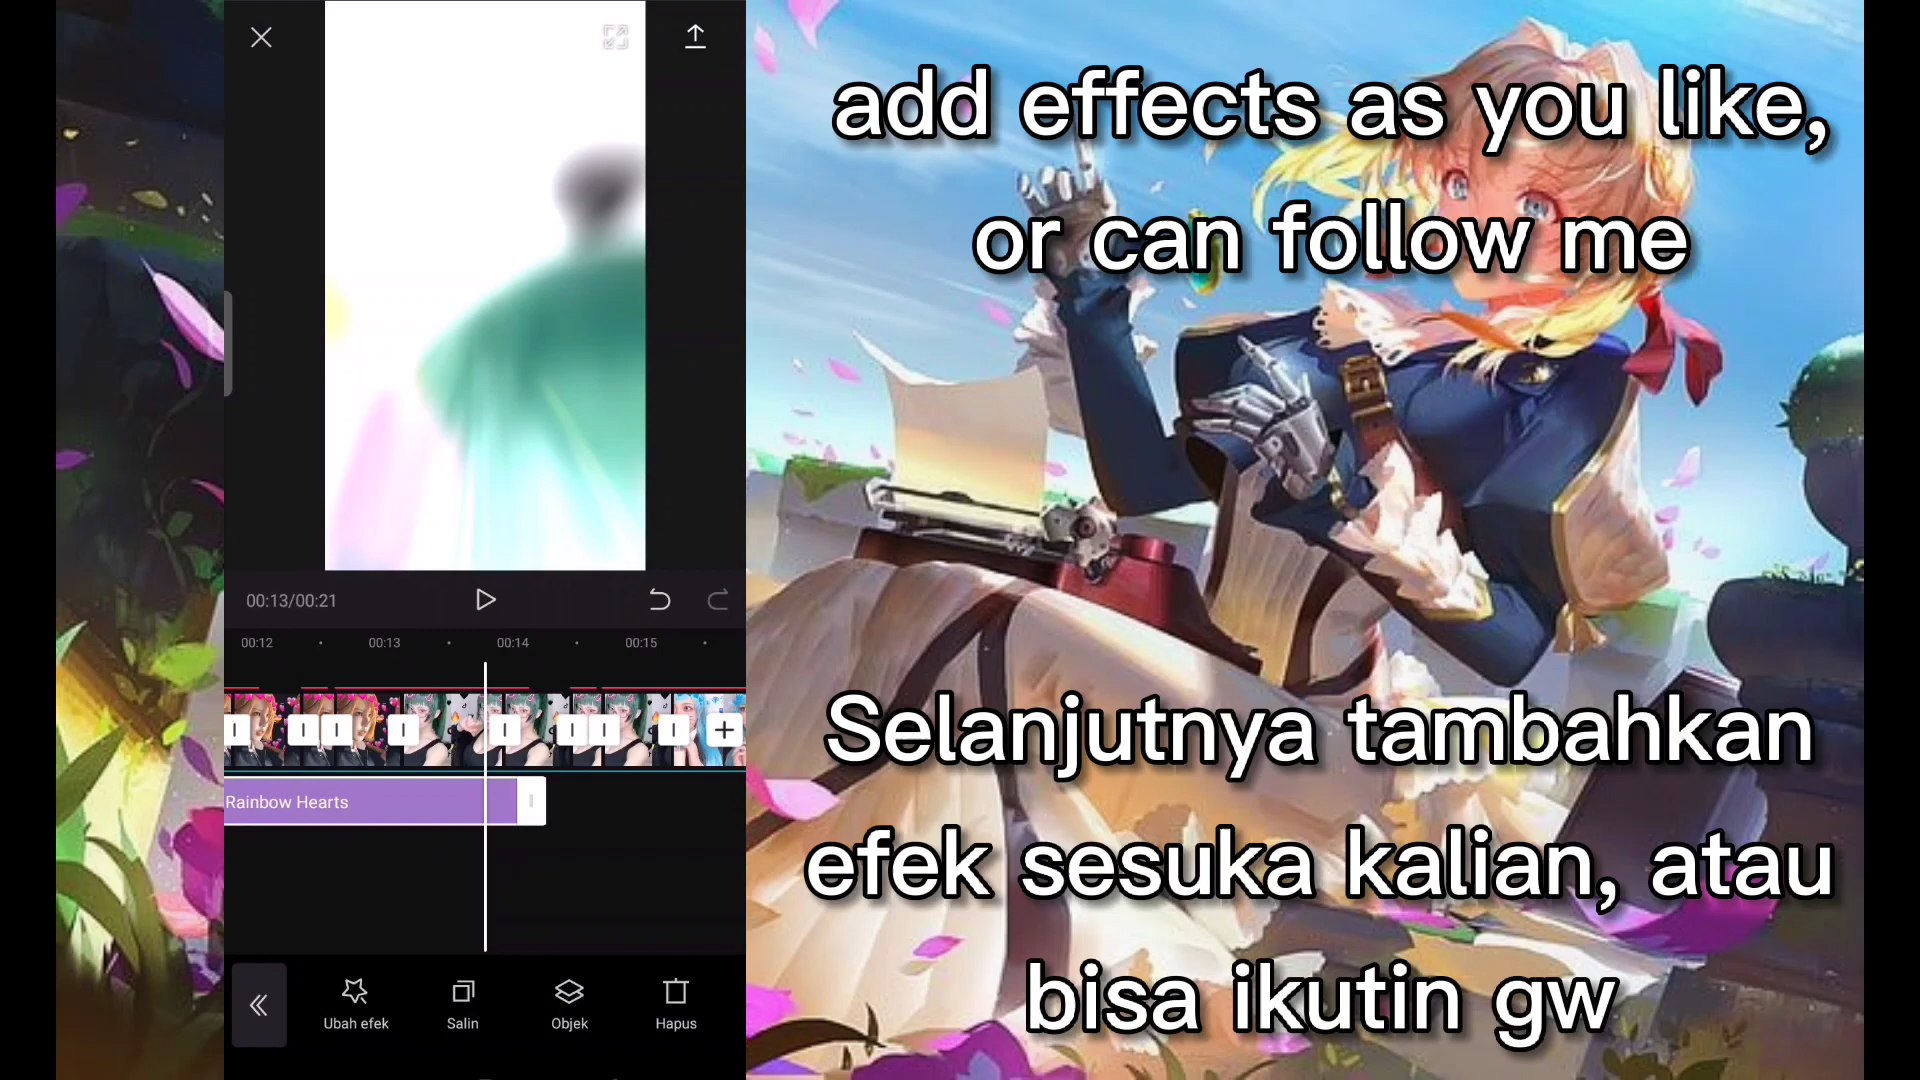 add effects as you like,
or can follow me
00:13/00:21
00:12
00:13
00:14
00:15
Rainbow Hearts
Selanjutnya tambahkan
efek sesuka kalian, atau
bisa ikutin gw
Ubah efek
Salin
Objek
Hapus